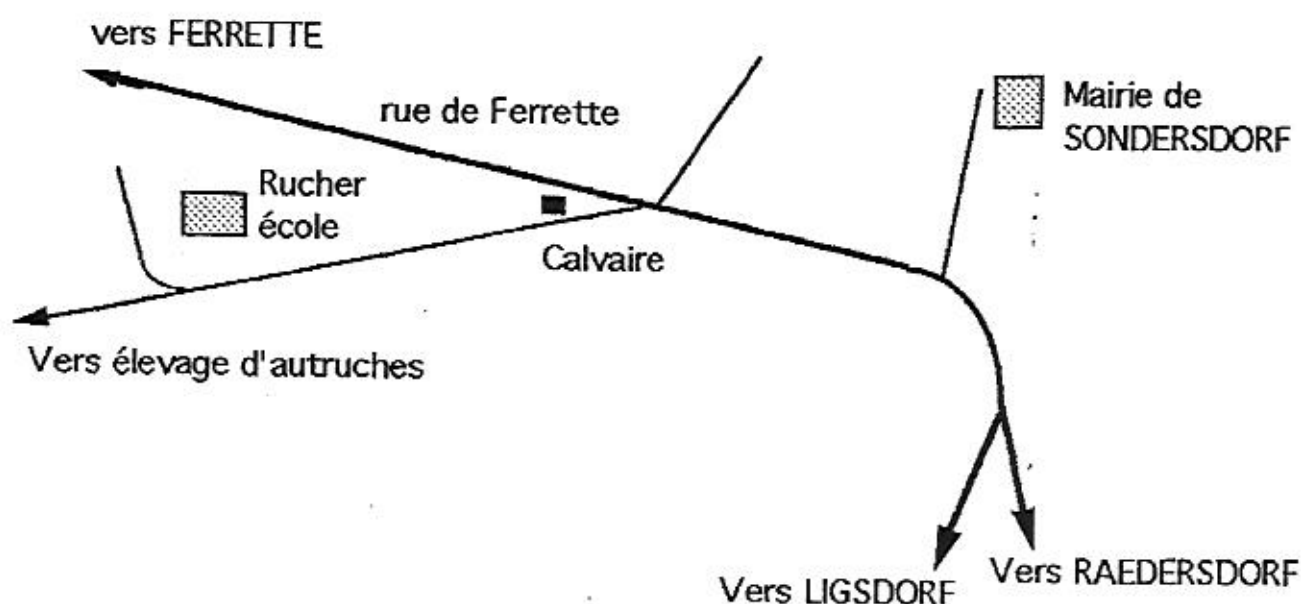 vers FERRETTE
rue de Ferrette
Mairie de
SONDERSDORF
Rucher
école
Calvaire
Vers élevage d'autruches
Vers LIGSDORF
Vers RAEDERSDORF